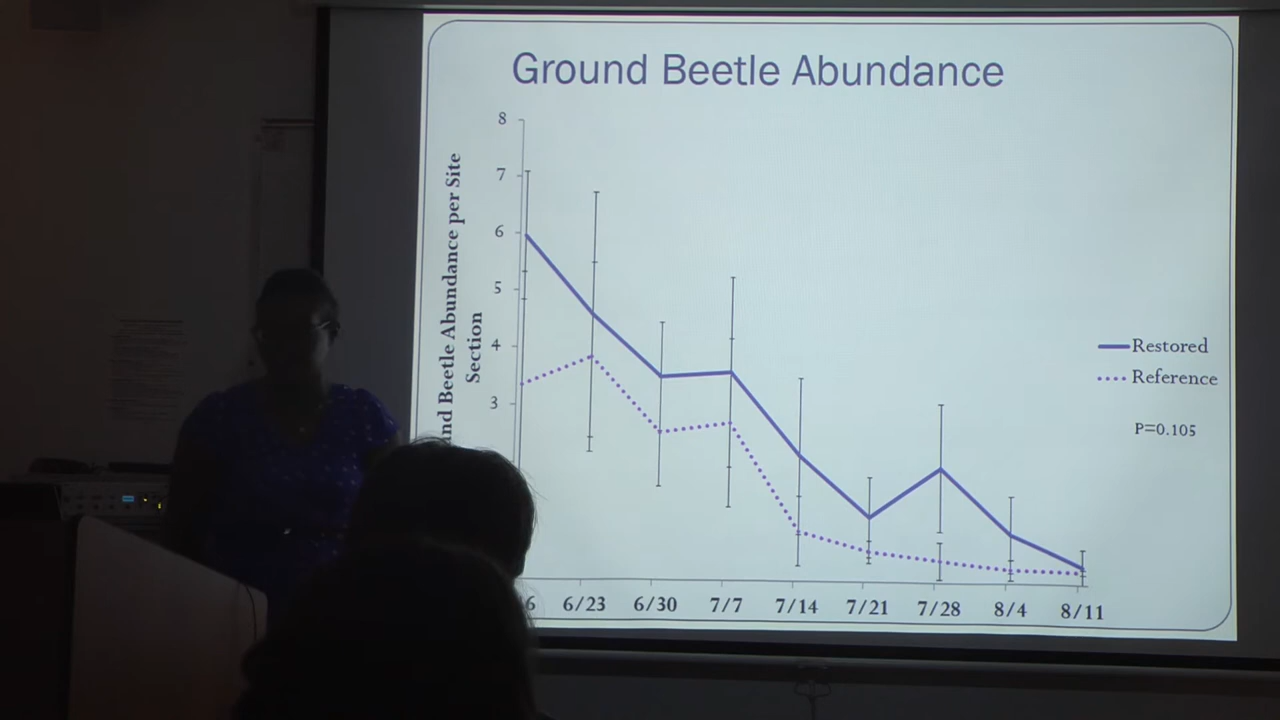 Ground Beetle Abundance
8
7
6
5
4
3
nd Beetle Abundance per Site
Section
Restored
Reference
P=0.105
6 6/23 6/30 7/7 7/14 7/21 7/28 8/4 8/11